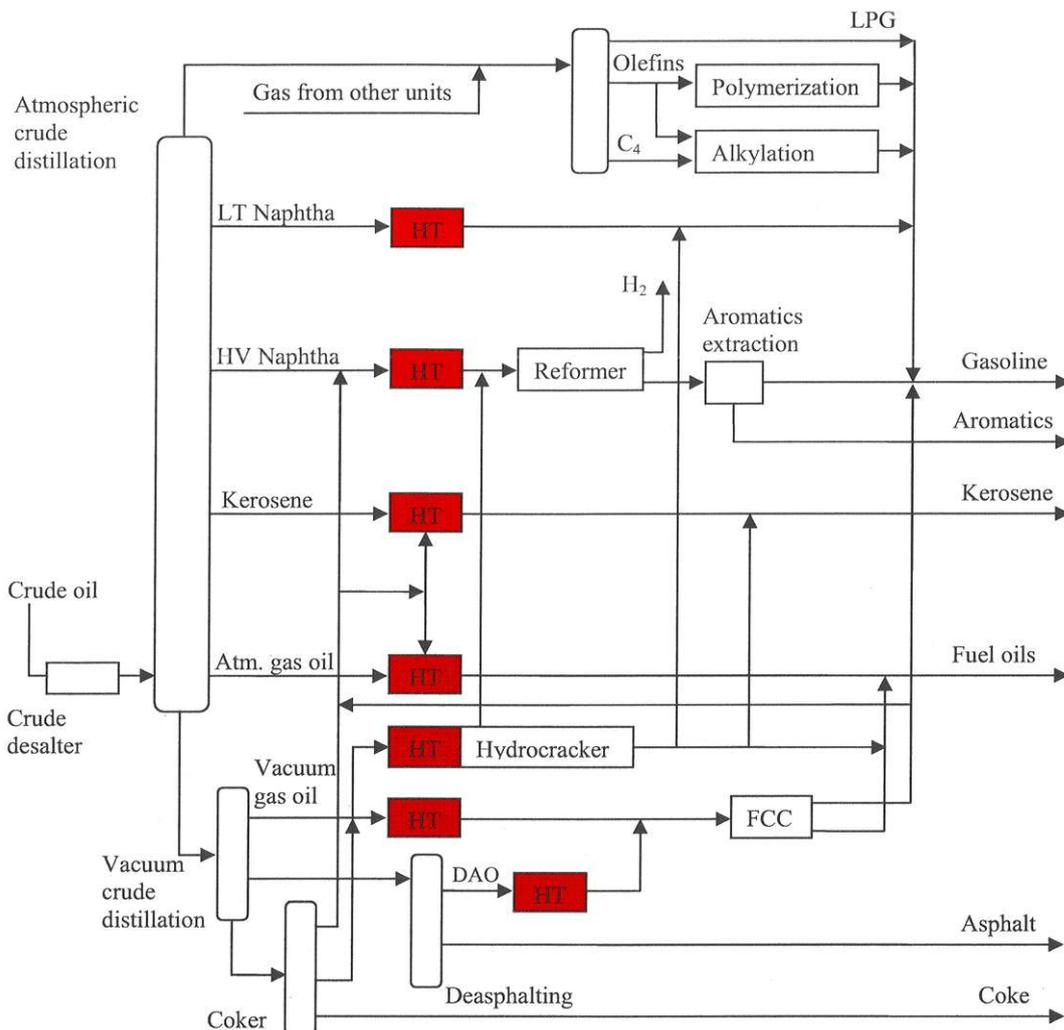 LPG
Olefins
Polymerization
Gas from other units
Atmospheric
crude
distillation
C₄
Alkylation
LT Naphtha
HT
H₂
Aromatics
extraction
HV Naphtha
HT
Reformer
Gasoline
Aromatics
Kerosene
HT
Kerosene
Crude oil
Atm. gas oil
HT
Fuel oils
Crude
desalter
HT
Hydrocracker
Vacuum
gas oil
HT
FCC
Vacuum
crude
distillation
DAO
HT
Asphalt
Deasphalting
Coke
Coker